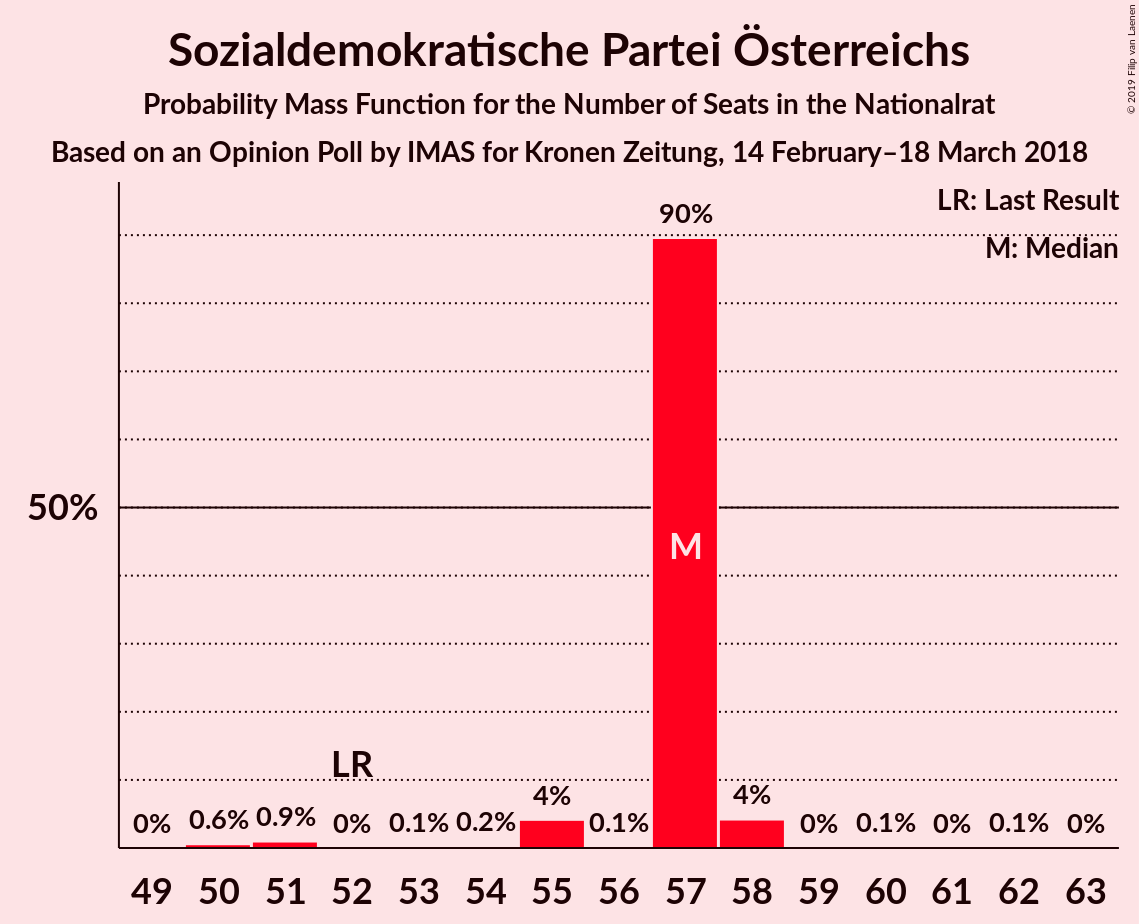 Sozialdemokratische Partei Österreichs
Probability Mass Function for the Number of Seats in the Nationalrat
Based on an Opinion Poll by IMAS for Kronen Zeitung, 14 February–18 March 2018
© 2019 Filip van Laenen
LR: Last Result
M: Median
90%
50%
M
LR
0% 0.6% 0.9% 0% 0.1% 0.2% 4% 0.1% 4% 0% 0.1% 0% 0.1% 0%
49 50 51 52 53 54 55 56 57 58 59 60 61 62 63